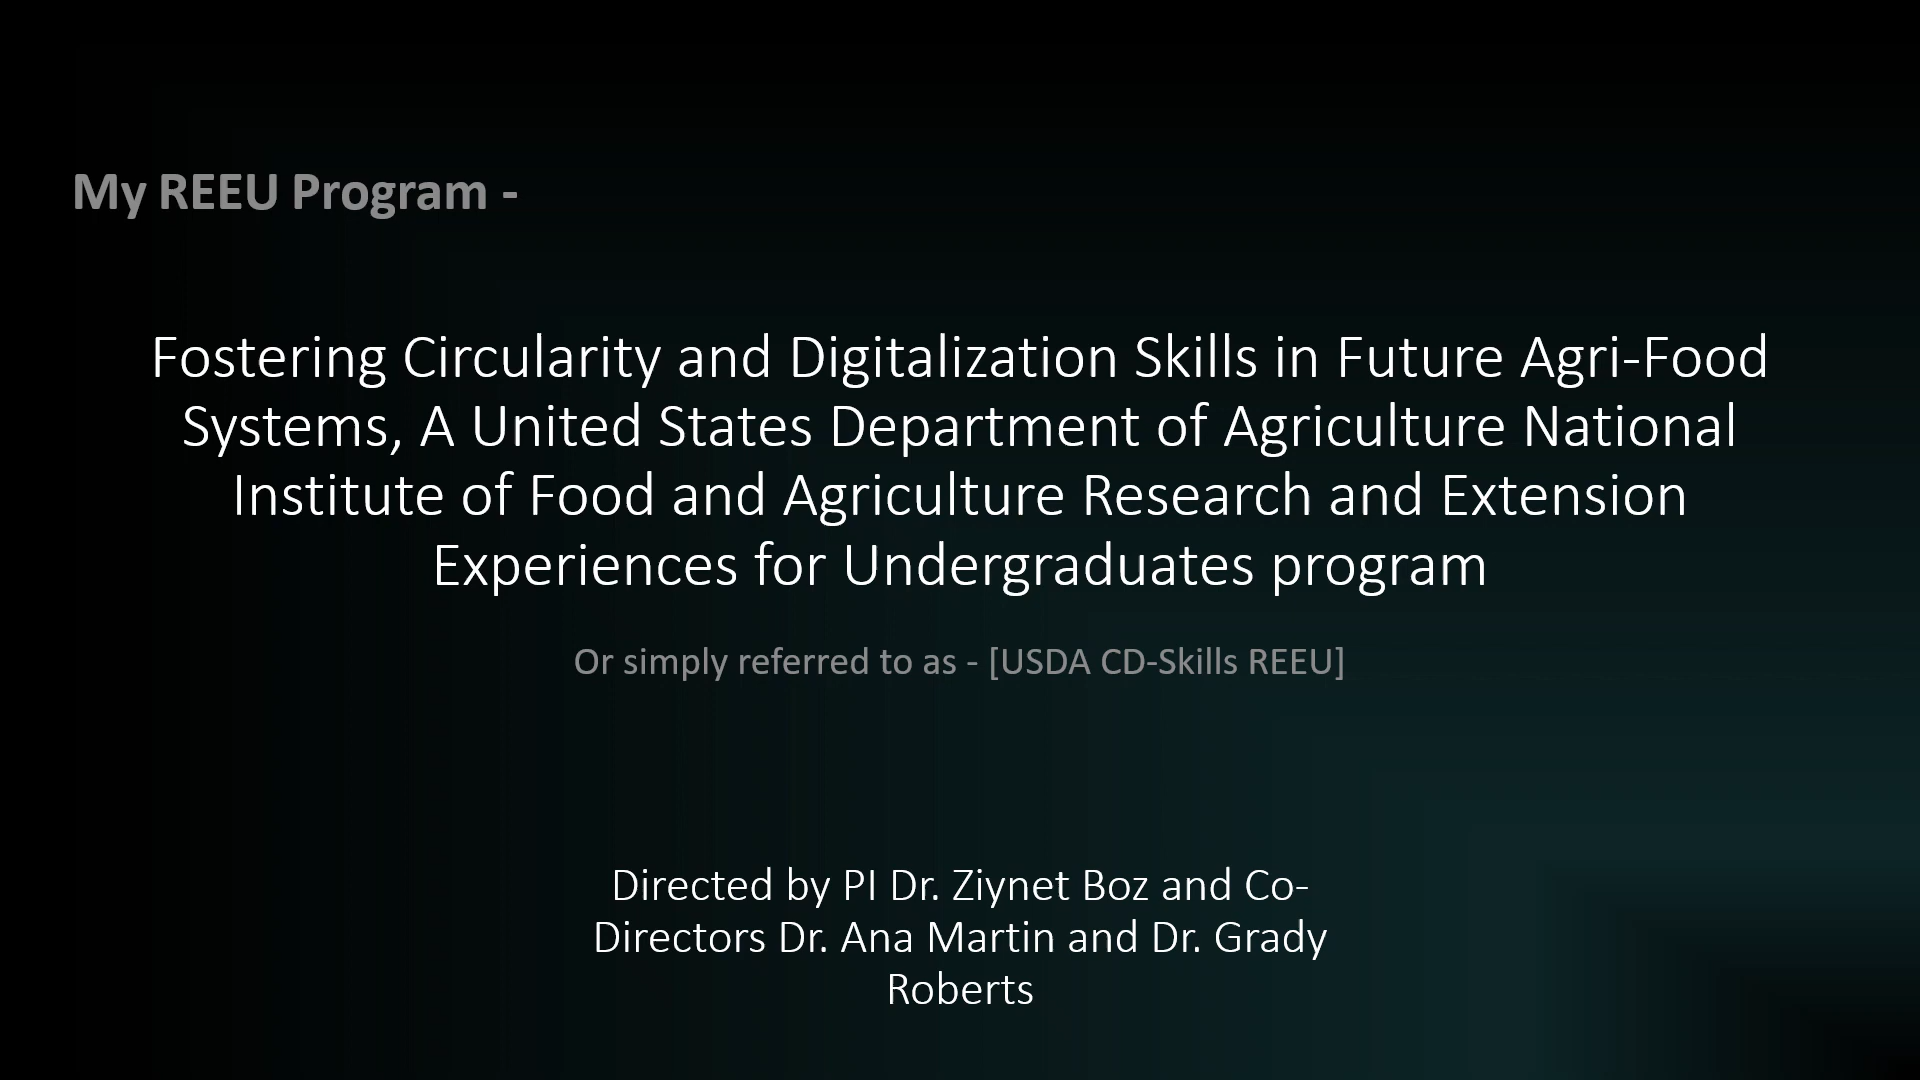 My REEU Program -
Fostering Circularity and Digitalization Skills in Future Agri-Food
Systems, A United States Department of Agriculture National
Institute of Food and Agriculture Research and Extension
Experiences for Undergraduates program
Or simply referred to as - [USDA CD-Skills REEU]
Directed by PI Dr. Ziynet Boz and Co-
Directors Dr. Ana Martin and Dr. Grady
Roberts